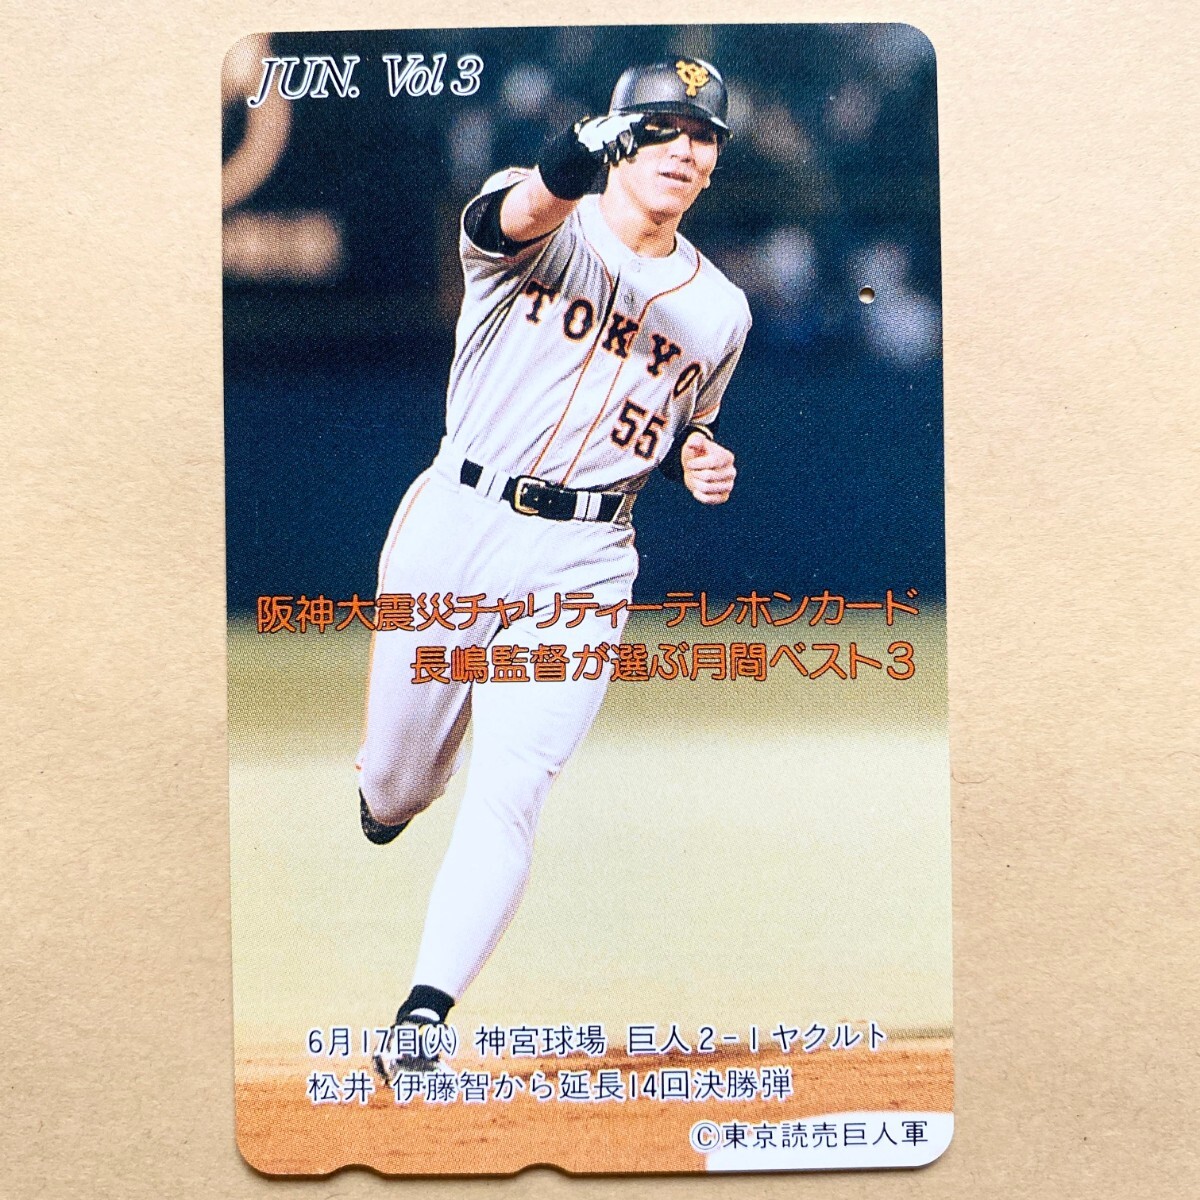 JUN. Vol 3
TOKYO
55
阪神大震災チャリティーテレホンカード
長嶋監督が選ぶ月間ベスト3
6月17日(火) 神宮球場 巨人2-1ヤクルト
松井 伊藤智から延長14回決勝弾
©東京読売巨人軍